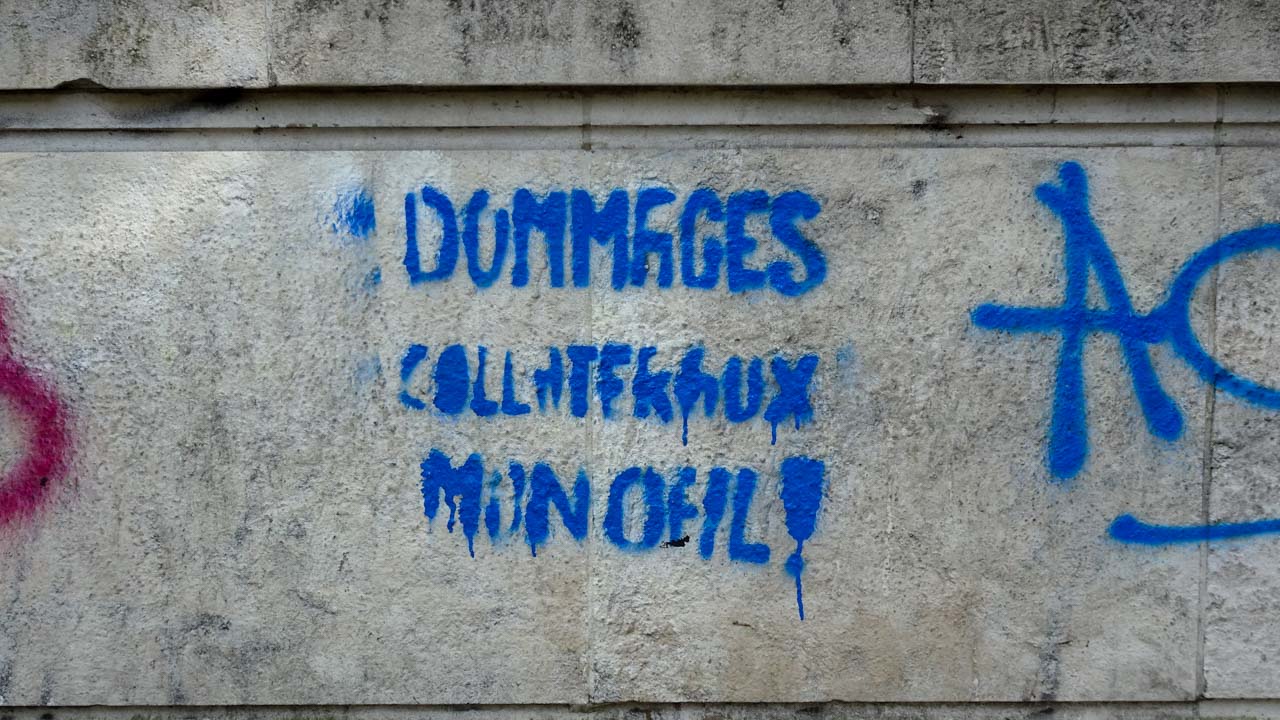 DOMMAGES
COLLATERAUX
MON OEIL !
A